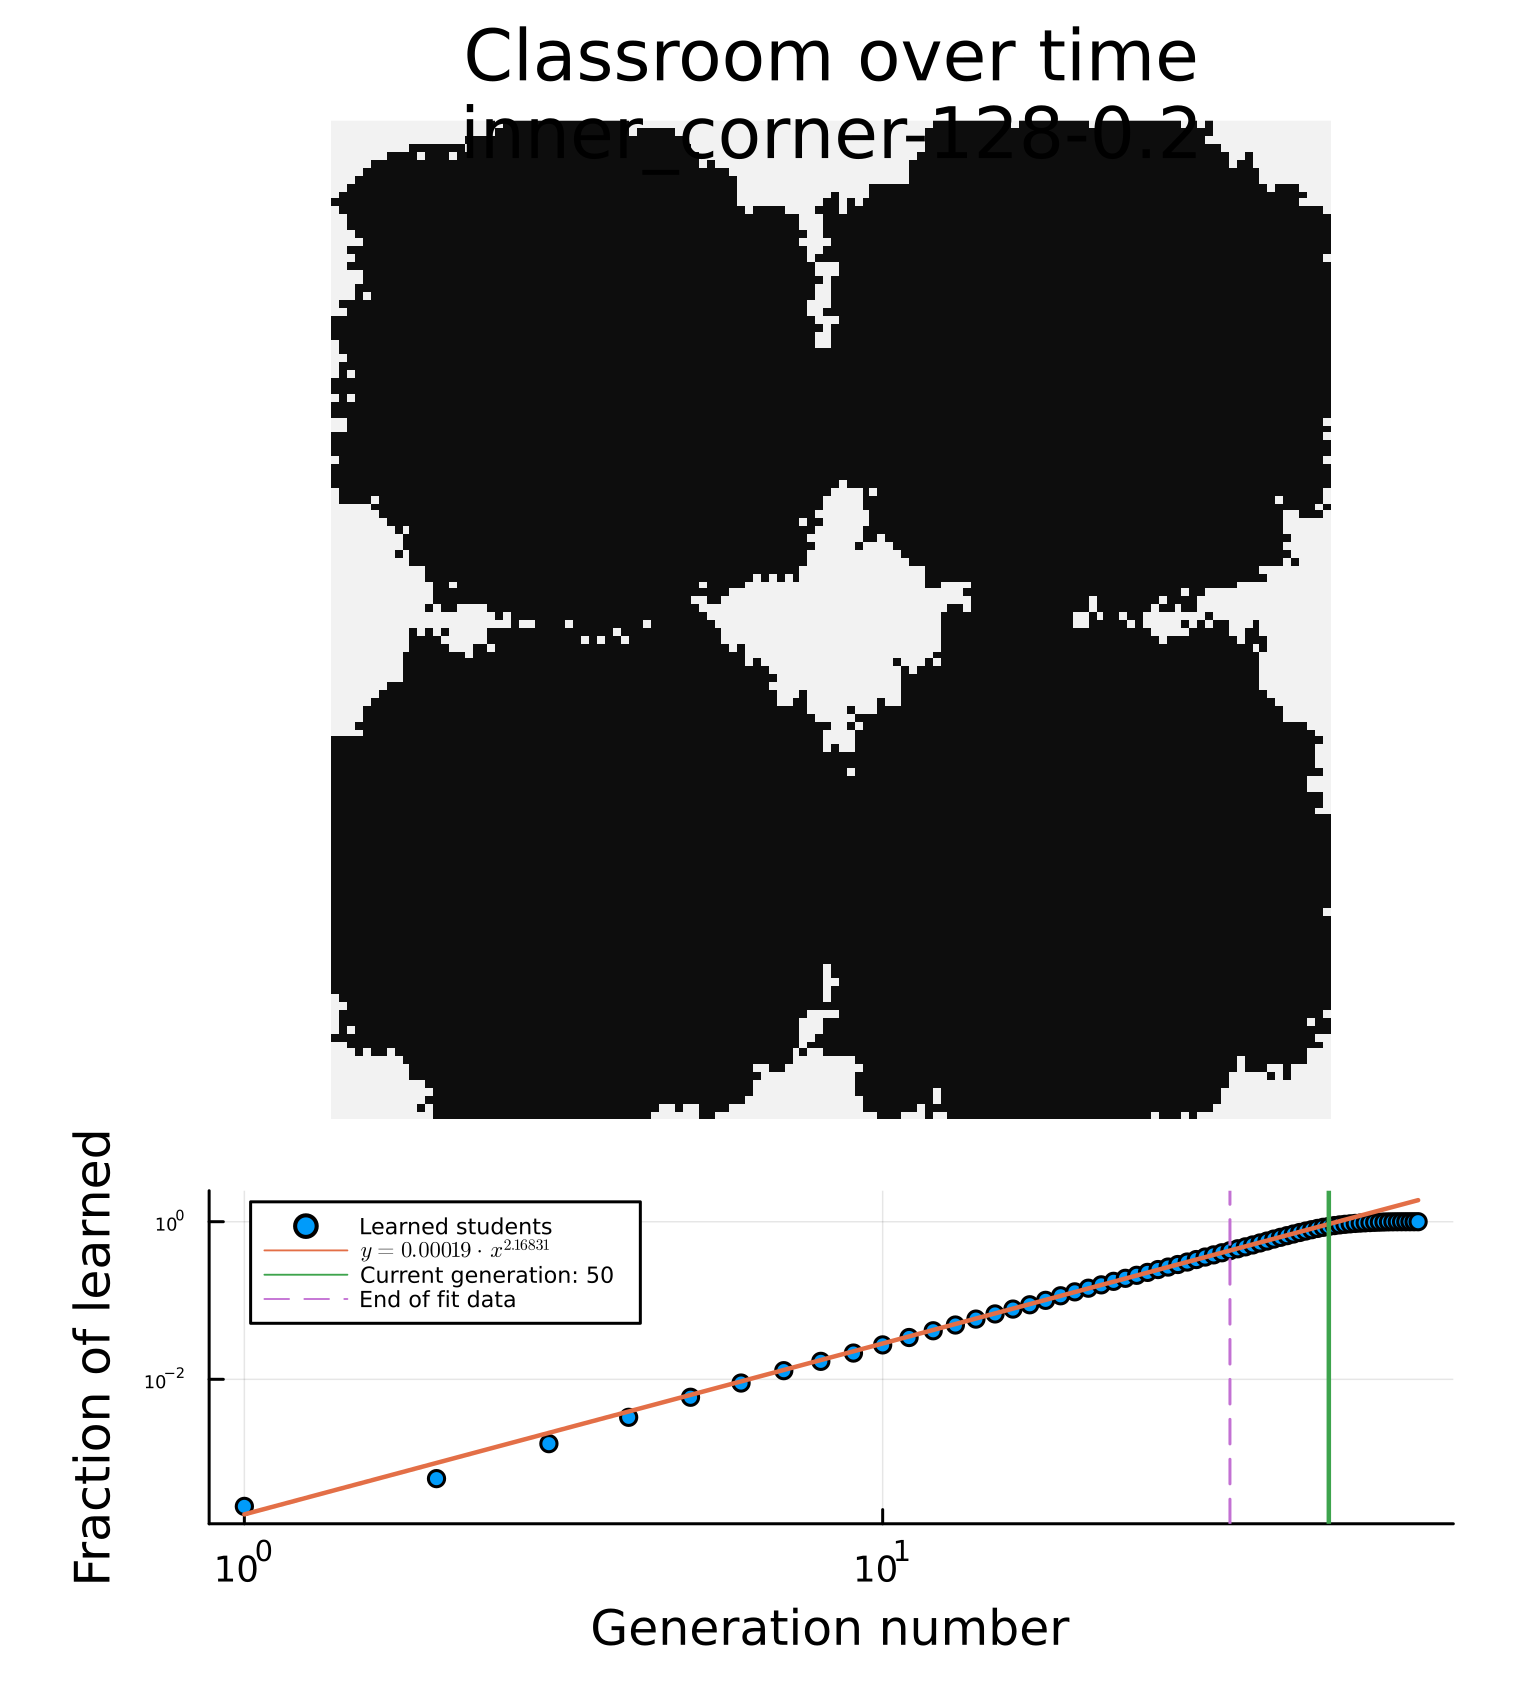 Classroom over time
inner_corner-128-0.2
Fraction of learned
10^0
10^-2
Learned students
y = 0.00019 · x^2.16831
Current generation: 50
End of fit data
10^0
10^1
Generation number